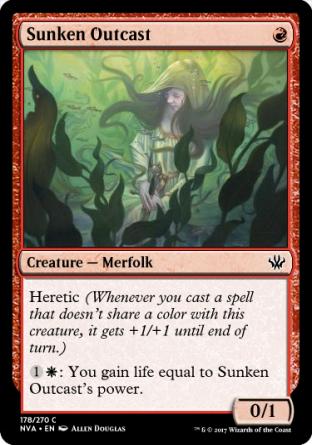 Sunken Outcast
Creature — Merfolk
Heretic (Whenever you cast a spell
that doesn't share a color with this
creature, it gets +1/+1 until end of
turn.)
1: You gain life equal to Sunken
Outcast's power.
178/270 C
NVA • EN Allen Douglas
™ & © 2017 Wizards of the Coast
0/1